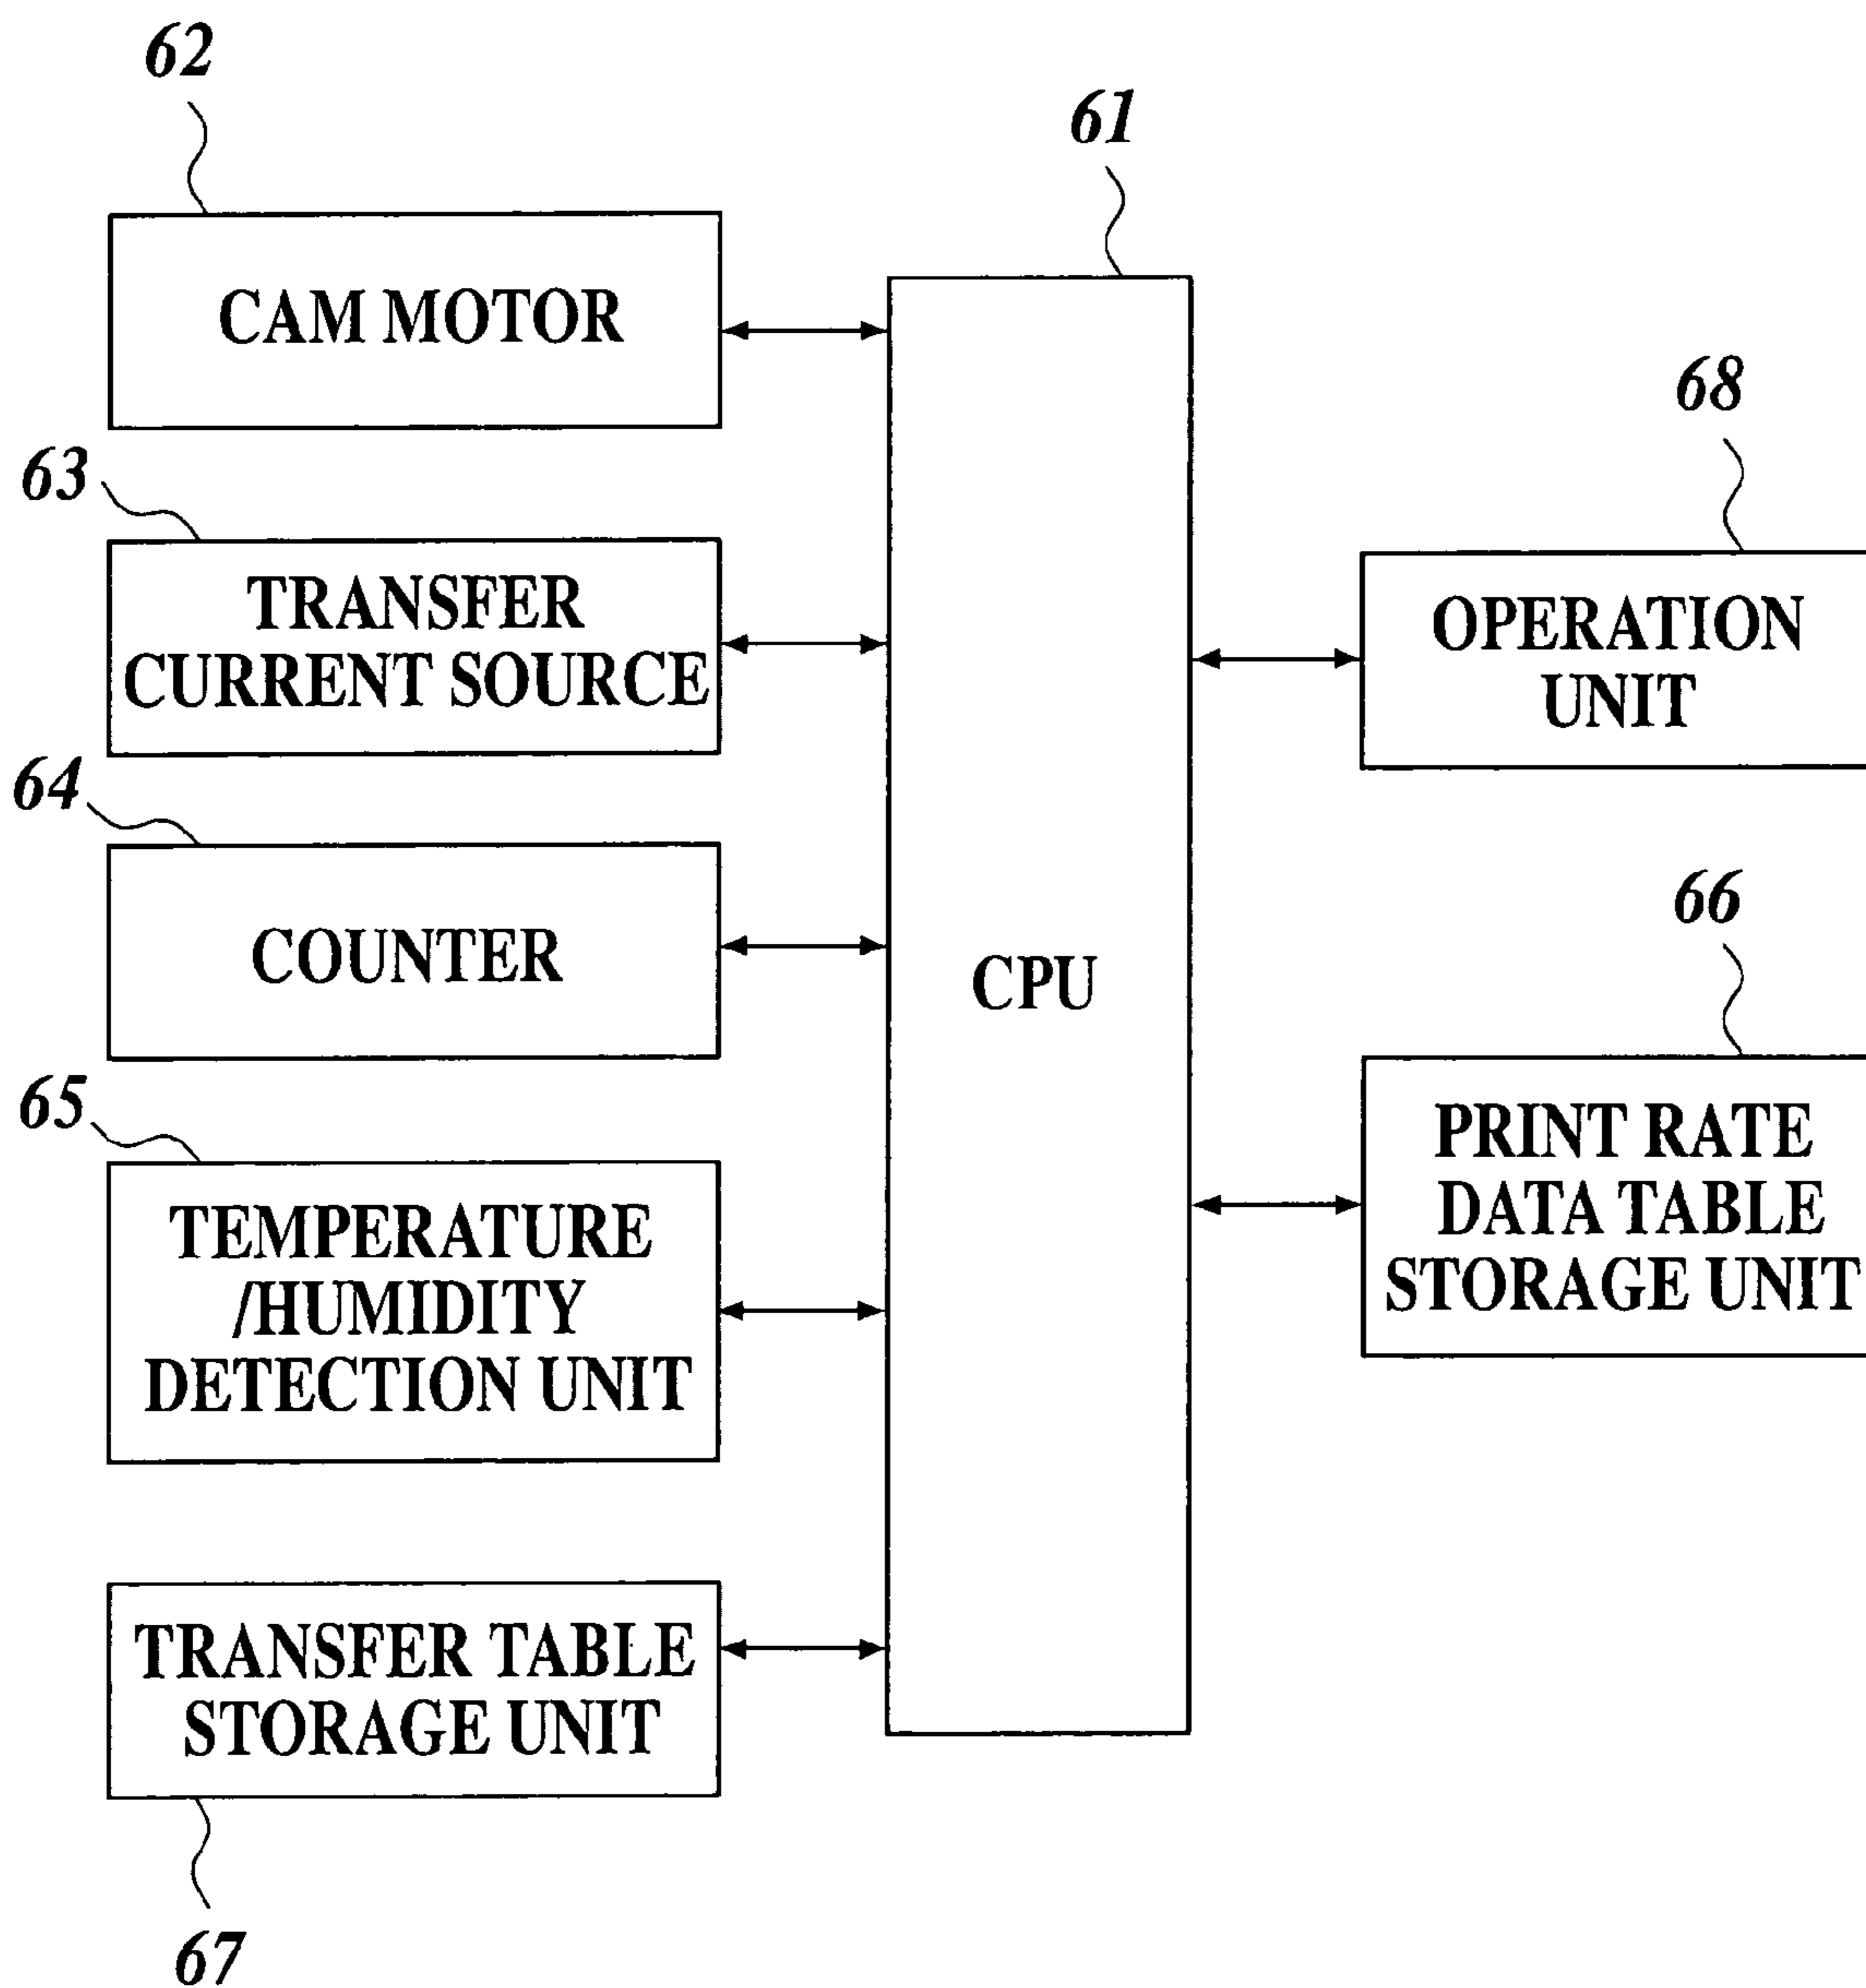 62
CAM MOTOR
63
TRANSFER
CURRENT SOURCE
64
COUNTER
65
TEMPERATURE
/HUMIDITY
DETECTION UNIT
TRANSFER TABLE
STORAGE UNIT
67
61
CPU
68
OPERATION
UNIT
66
PRINT RATE
DATA TABLE
STORAGE UNIT